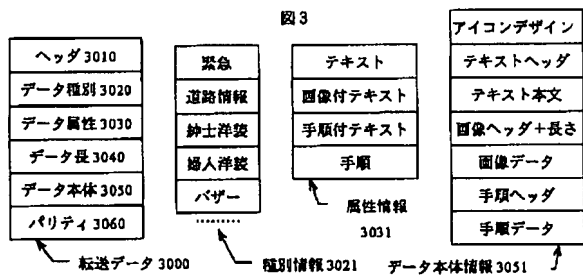 図3
ヘッダ 3010
データ種別 3020
データ属性 3030
データ長 3040
データ本体 3050
パリティ 3060
転送データ 3000
緊急
道路情報
紳士洋装
婦人洋装
バザー
種別情報 3021
テキスト
画像付テキスト
手順付テキスト
手順
属性情報
3031
アイコンデザイン
テキストヘッダ
テキスト本文
画像ヘッダ+長さ
画像データ
手順ヘッダ
手順データ
データ本体情報 3051